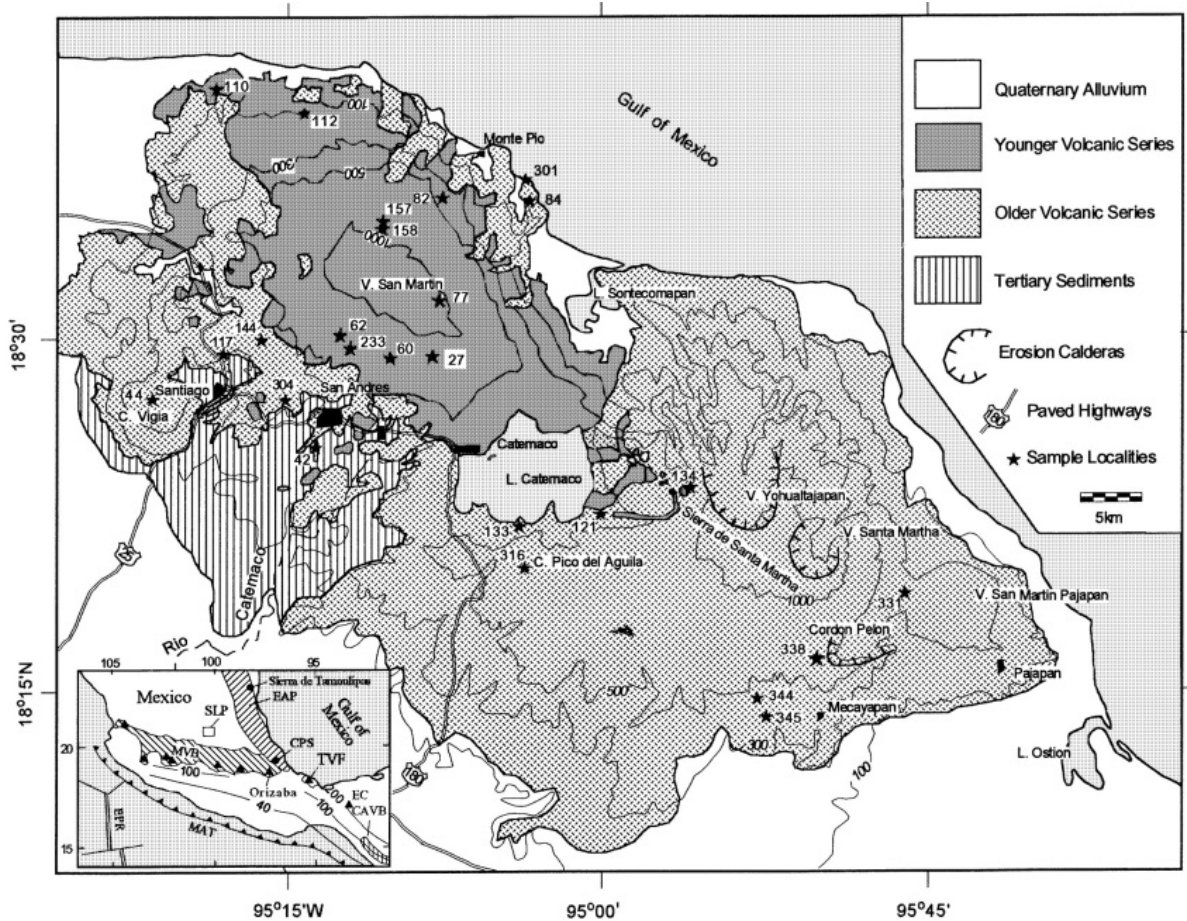 Gulf of Mexico
Quaternary Alluvium
Younger Volcanic Series
Older Volcanic Series
Tertiary Sediments
Erosion Calderas
180
Paved Highways
Sample Localities
5km
110
112
100
300
500
Monte Pio
301
84
82
157
158
1000
V. San Martin
77
L. Sontecomapan
62
233
60
27
144
117
44
Santiago
C. Vigia
304
San Andres
42
Catemaco
L. Catemaco
134
121
133
316
C. Pico del Aguila
Sierra de Santa Martha
V. Yohualtajapan
V. Santa Martha
1000
331
V. San Martin Pajapan
Cordon Pelon
338
Pajapan
344
345
Mecayapan
500
300
100
L. Ostion
Rio
Catemaco
180
18°30'
18°15'N
95°15'W
95°00'
95°45'
105
100
95
20
15
Mexico
Sierra de Tamaulipas
EAP
Gulf of
Mexico
SLP
MVB
CPS
TVF
Orizaba
100
40
100
200
EC
CAVB
EPR
MAT